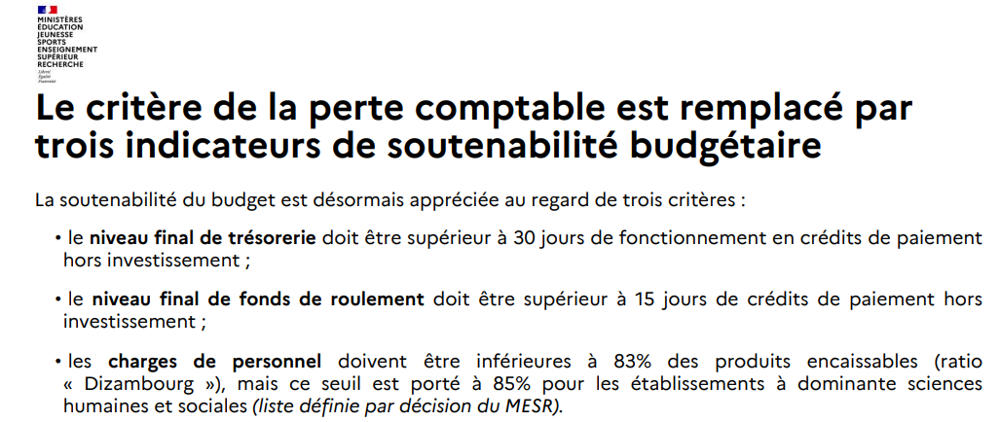 MINISTÈRES
ÉDUCATION
JEUNESSE
SPORTS
ENSEIGNEMENT
SUPÉRIEUR
RECHERCHE
Liberté
Égalité
Fraternité
Le critère de la perte comptable est remplacé par
trois indicateurs de soutenabilité budgétaire
La soutenabilité du budget est désormais appréciée au regard de trois critères :
• le niveau final de trésorerie doit être supérieur à 30 jours de fonctionnement en crédits de paiement
hors investissement ;
• le niveau final de fonds de roulement doit être supérieur à 15 jours de crédits de paiement hors
investissement ;
• les charges de personnel doivent être inférieures à 83% des produits encaissables (ratio
« Dizambourg »), mais ce seuil est porté à 85% pour les établissements à dominante sciences
humaines et sociales (liste définie par décision du MESR).